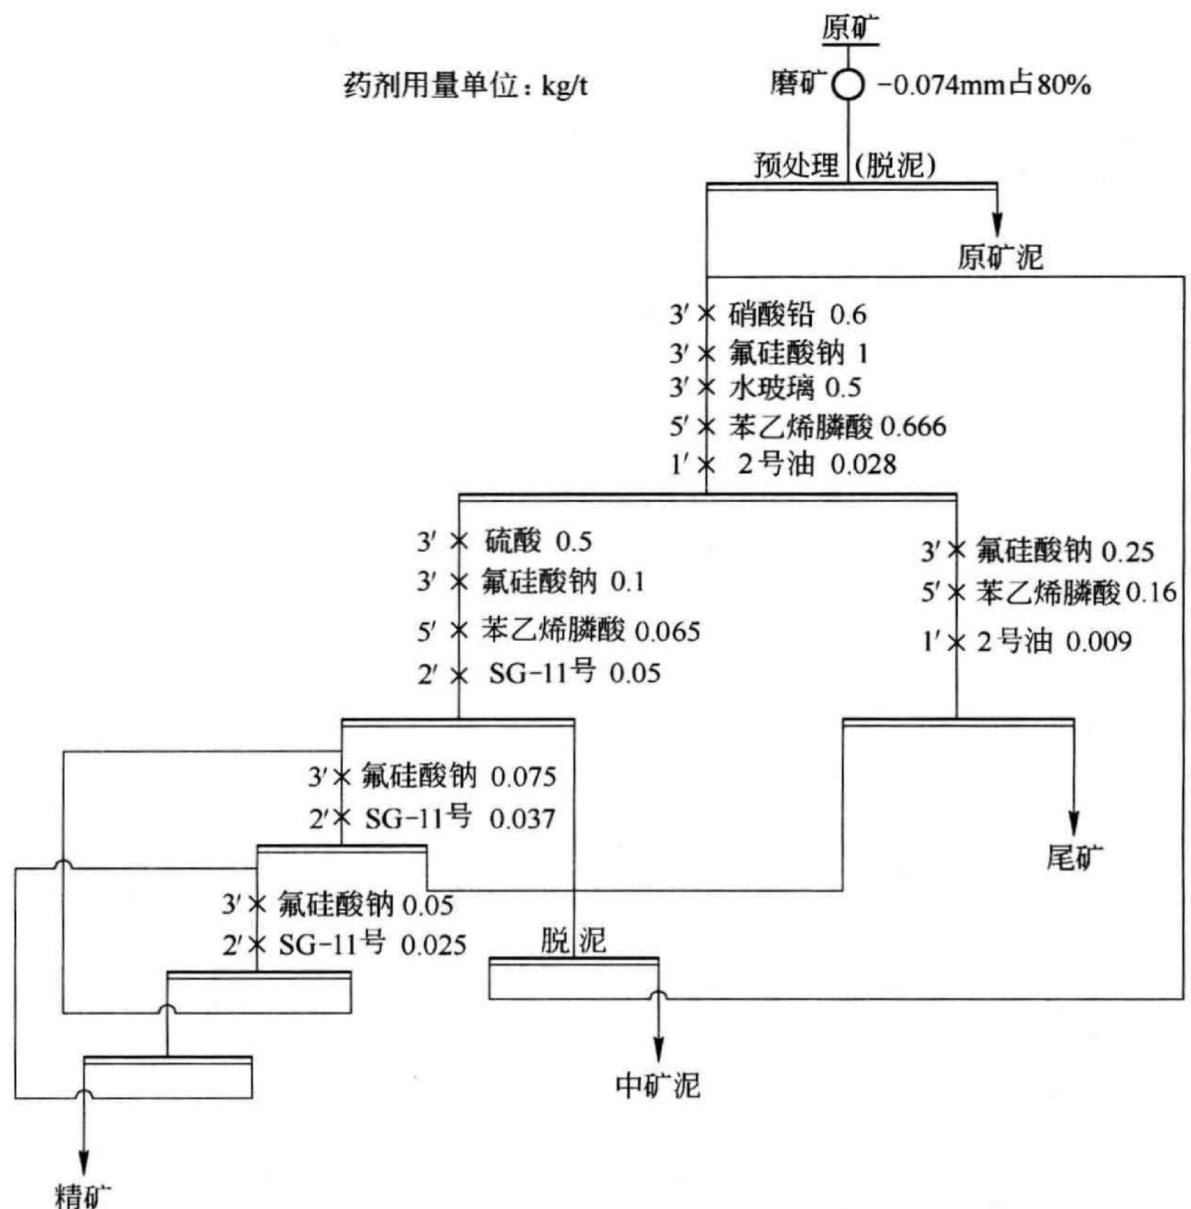 原矿
药剂用量单位：kg/t
磨矿 -0.074mm占80%
预处理 (脱泥)
原矿泥
3′ 硝酸铅 0.6
3′ 氟硅酸钠 1
3′ 水玻璃 0.5
5′ 苯乙烯膦酸 0.666
1′ 2号油 0.028
3′ 硫酸 0.5
3′ 氟硅酸钠 0.1
5′ 苯乙烯膦酸 0.065
2′ SG-11号 0.05
3′ 氟硅酸钠 0.25
5′ 苯乙烯膦酸 0.16
1′ 2号油 0.009
3′ 氟硅酸钠 0.075
2′ SG-11号 0.037
尾矿
3′ 氟硅酸钠 0.05
2′ SG-11号 0.025
脱泥
中矿泥
精矿